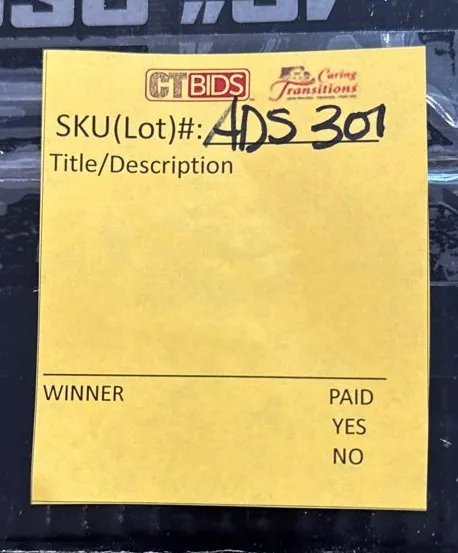 CTBIDS
Caring
Transitions
SKU(Lot)#: ADS 301
Title/Description
WINNER
PAID
YES
NO